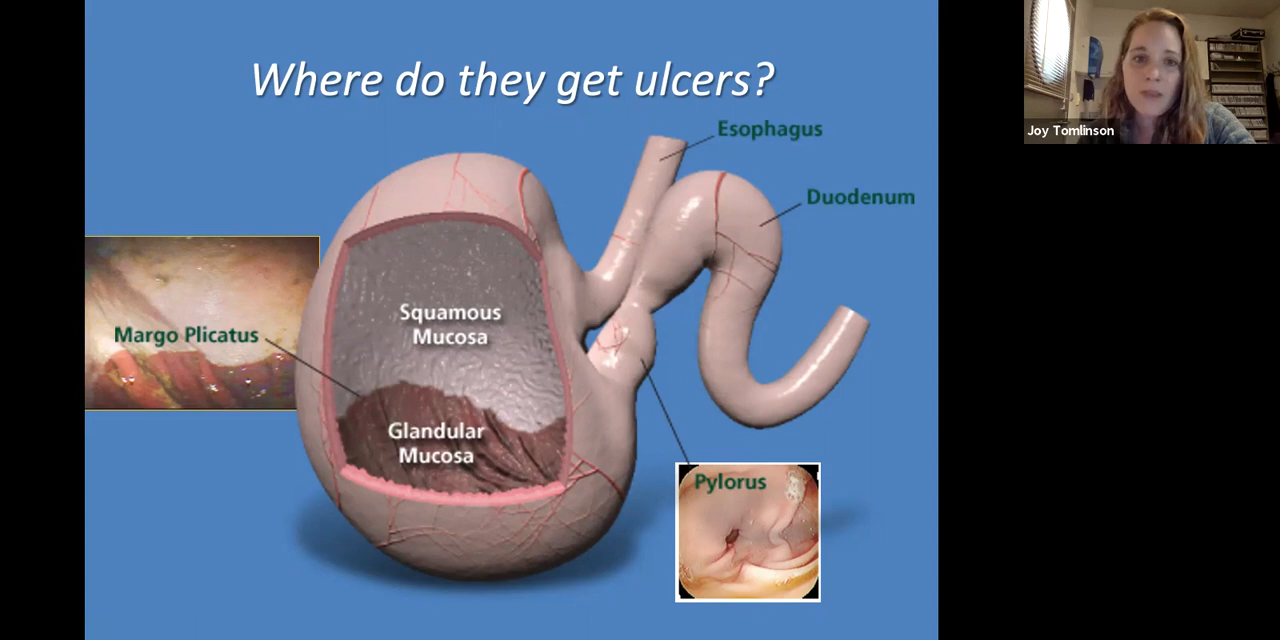 Where do they get ulcers?
Esophagus
Duodenum
Squamous
Mucosa
Margo Plicatus
Glandular
Mucosa
Pylorus
Joy Tomlinson